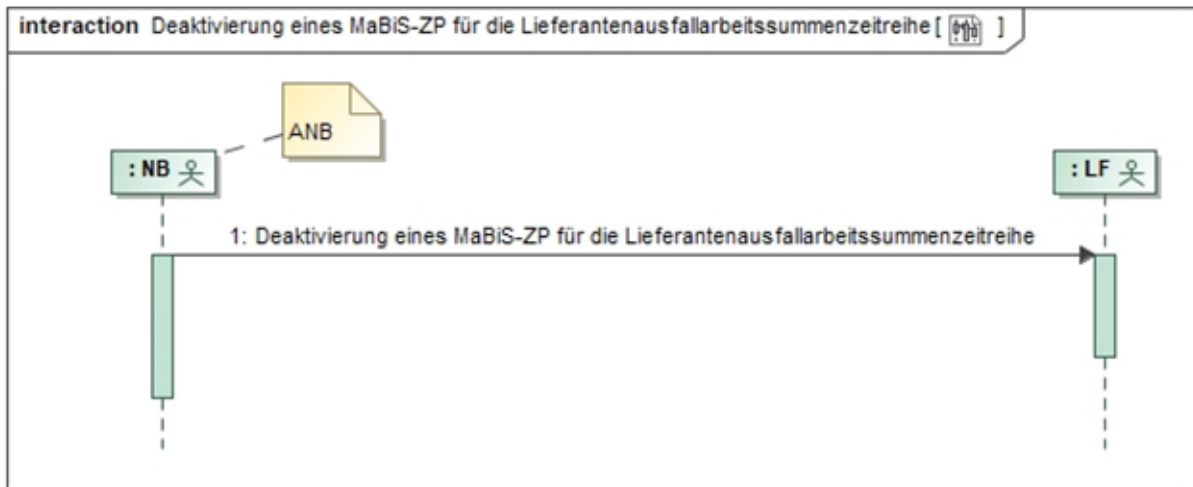 interaction Deaktivierung eines MaBiS-ZP für die Lieferantenausfallarbeitssummenzeitreihe[ ]
ANB
: NB
: LF
1: Deaktivierung eines MaBiS-ZP für die Lieferantenausfallarbeitssummenzeitreihe